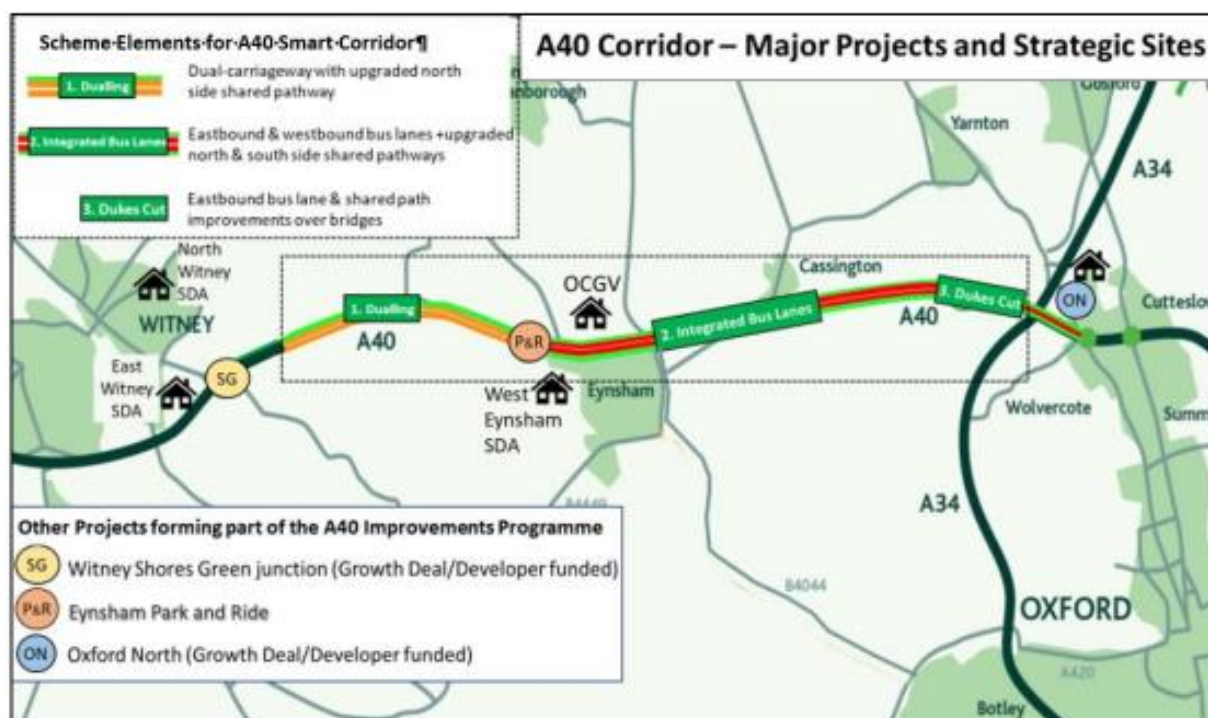 Scheme·Elements·for·A40·Smart·Corridor¶
1. Dualling
Dual-carriageway with upgraded north
side shared pathway
2. Integrated Bus Lanes
Eastbound & westbound bus lanes +upgraded
north & south side shared pathways
3. Dukes Cut
Eastbound bus lane & shared path
improvements over bridges
A40 Corridor – Major Projects and Strategic Sites
anborough
Yarnton
Gosford
A34
North
Witney
SDA
WITNEY
OCGV
Cassington
ON
Cutteslow
1. Dualling
A40
P&R
2. Integrated Bus Lanes
3. Dukes Cut
A40
East
Witney
SDA
SG
West
Eynsham
SDA
Eynsham
Wolvercote
Summ
A34
B4449
B4044
OXFORD
A420
Botley
Other Projects forming part of the A40 Improvements Programme
SG Witney Shores Green junction (Growth Deal/Developer funded)
P&R Eynsham Park and Ride
ON Oxford North (Growth Deal/Developer funded)